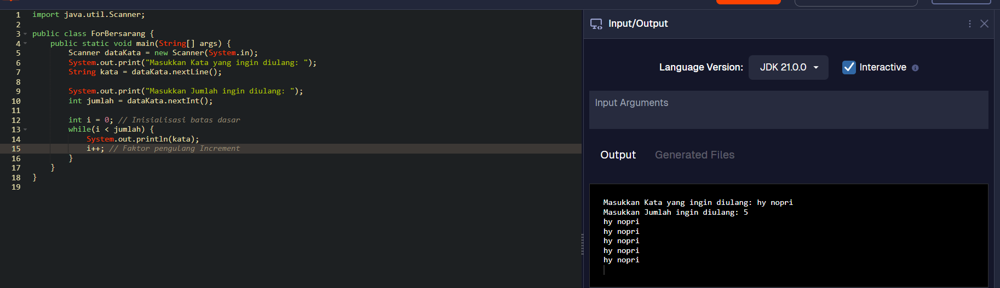 1 import java.util.Scanner;
2
3 public class ForBersarang {
4 public static void main(String[] args) {
5 Scanner dataKata = new Scanner(System.in);
6 System.out.print("Masukkan Kata yang ingin diulang: ");
7 String kata = dataKata.nextLine();
8
9 System.out.print("Masukkan Jumlah ingin diulang: ");
10 int jumlah = dataKata.nextInt();
11
12 int i = 0; // Inisialisasi batas dasar
13 while(i < jumlah) {
14 System.out.println(kata);
15 i++; // Faktor pengulang Increment
16 }
17 }
18 }
19
Input/Output
Language Version: JDK 21.0.0 Interactive
Input Arguments
Output Generated Files
Masukkan Kata yang ingin diulang: hy nopri
Masukkan Jumlah ingin diulang: 5
hy nopri
hy nopri
hy nopri
hy nopri
hy nopri